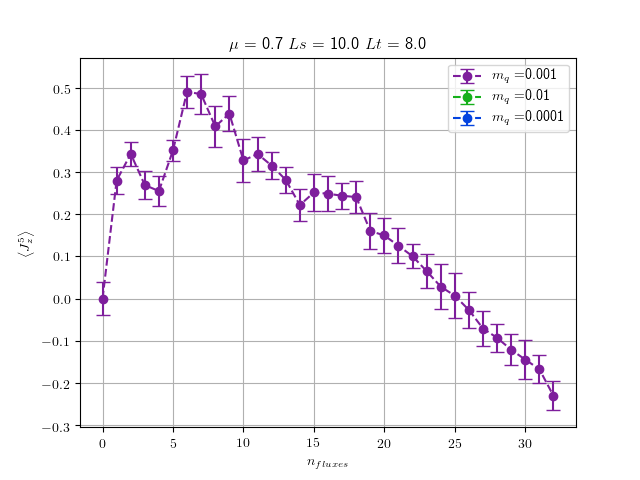 μ = 0.7 Ls = 10.0 Lt = 8.0
m_q =0.001
m_q =0.01
m_q =0.0001
⟨J_z^5⟩
0.5
0.4
0.3
0.2
0.1
0.0
−0.1
−0.2
−0.3
0 5 10 15 20 25 30
n_{fluxes}